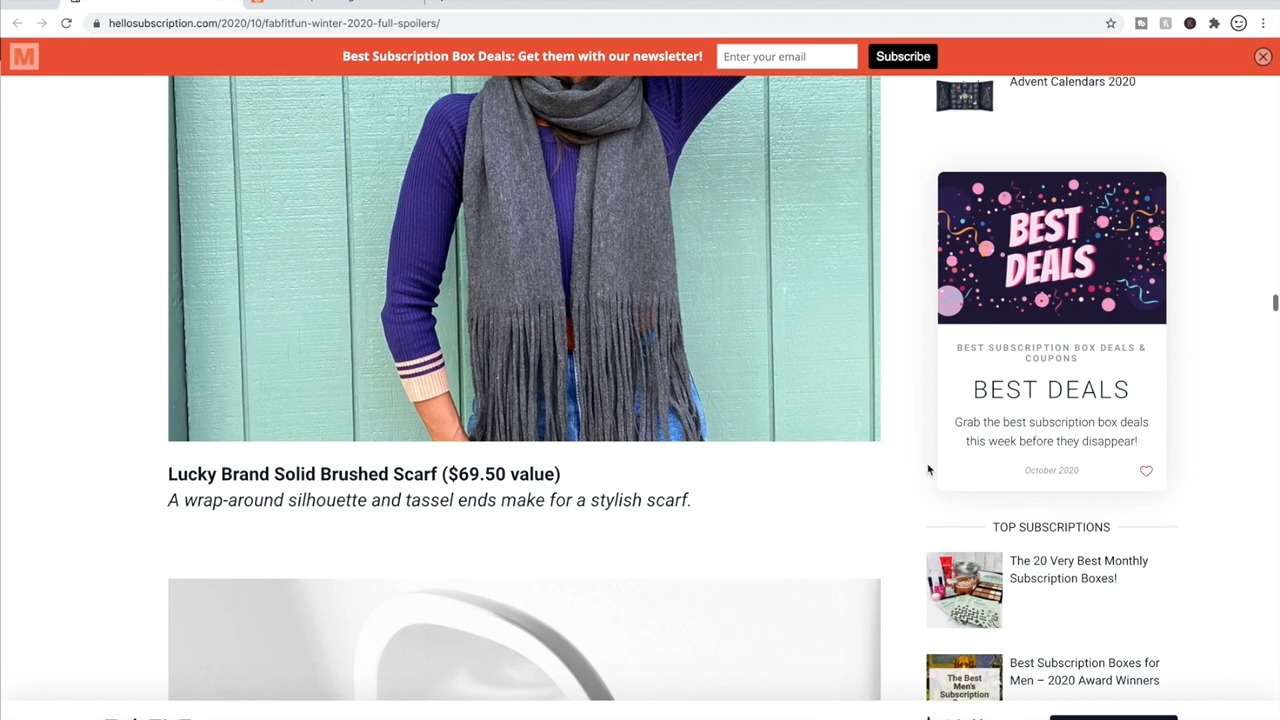 hellosubscription.com/2020/10/fabfitfun-winter-2020-full-spoilers/
M
Best Subscription Box Deals: Get them with our newsletter!
Enter your email
Subscribe
Advent Calendars 2020
BEST
DEALS
BEST SUBSCRIPTION BOX DEALS &
COUPONS
BEST DEALS
Grab the best subscription box deals
this week before they disappear!
October 2020
Lucky Brand Solid Brushed Scarf ($69.50 value)
A wrap-around silhouette and tassel ends make for a stylish scarf.
TOP SUBSCRIPTIONS
The 20 Very Best Monthly
Subscription Boxes!
The Best
Men's
Subscription
Best Subscription Boxes for
Men – 2020 Award Winners